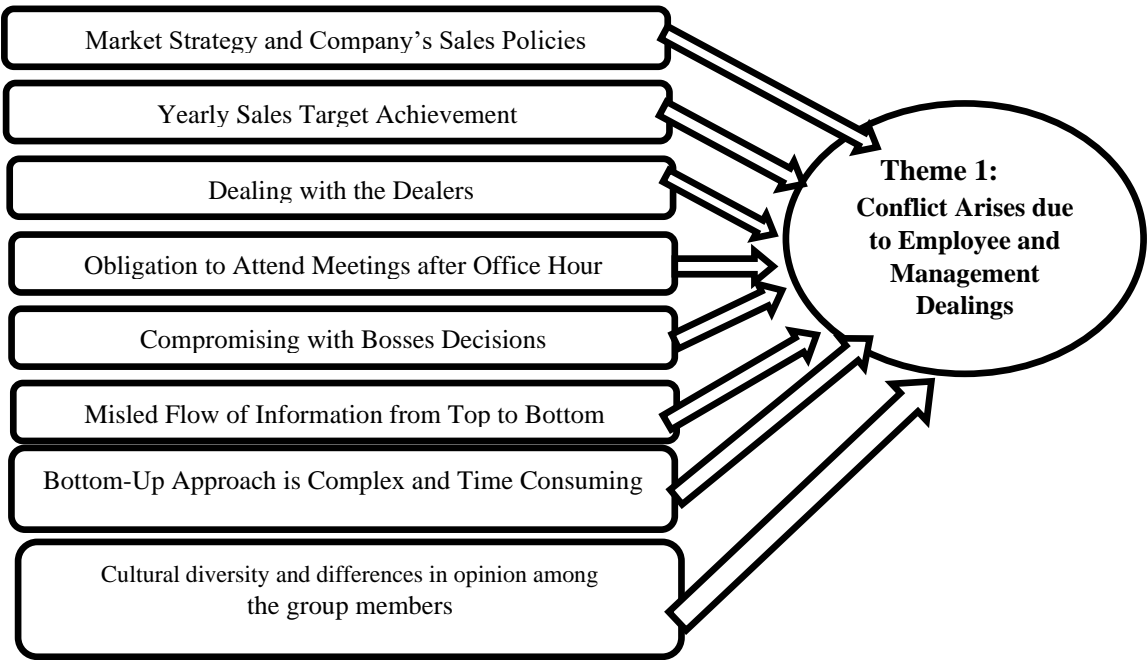 Market Strategy and Company’s Sales Policies
Yearly Sales Target Achievement
Dealing with the Dealers
Obligation to Attend Meetings after Office Hour
Compromising with Bosses Decisions
Misled Flow of Information from Top to Bottom
Bottom-Up Approach is Complex and Time Consuming
Cultural diversity and differences in opinion among
the group members
Theme 1:
Conflict Arises due
to Employee and
Management
Dealings